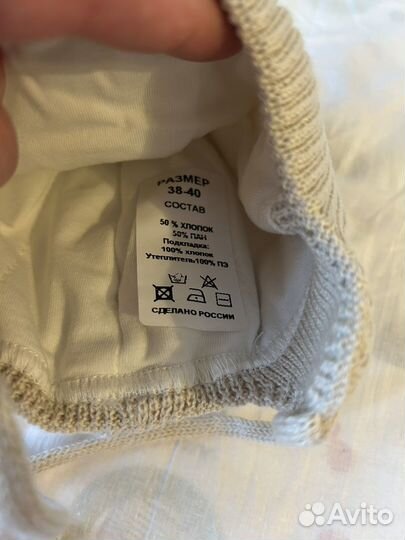 РАЗМЕР
38-40
СОСТАВ
50 % ХЛОПОК
50% ПАН
Подкладка:
100% хлопок
Утеплитель100% ПЭ
СДЕЛАНО РОССИИ
Avito